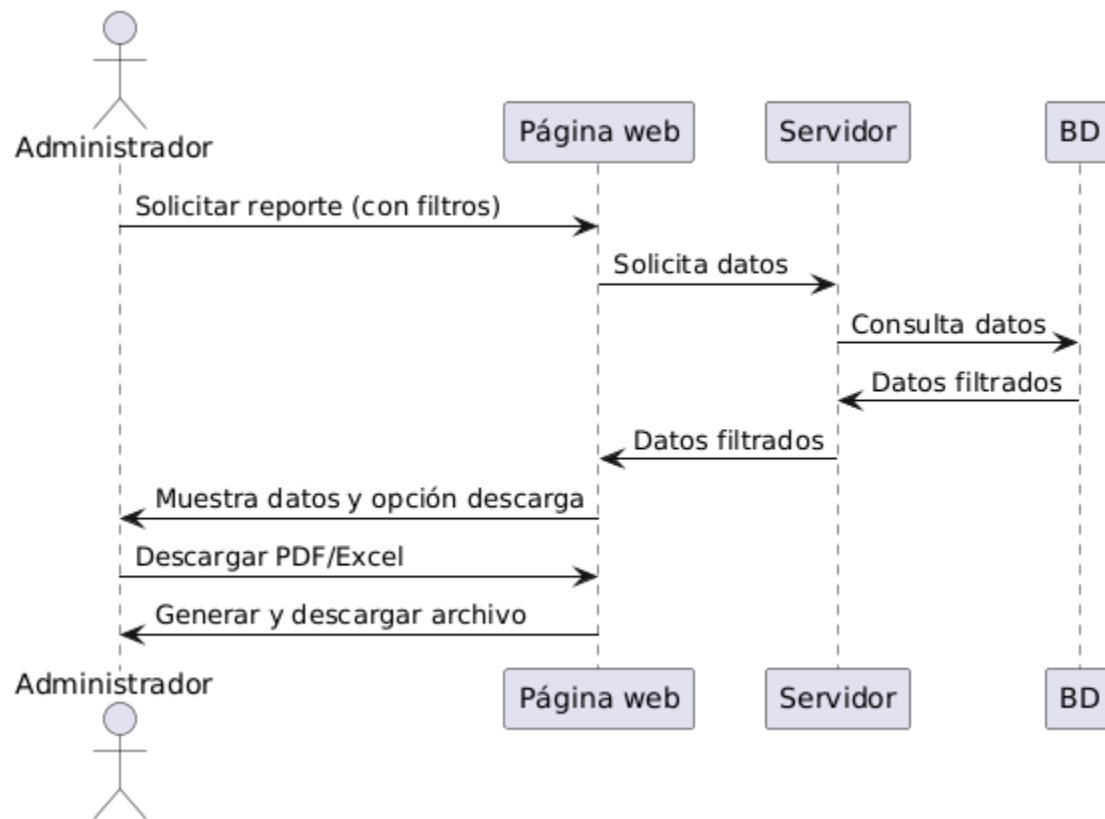 Administrador
Página web
Servidor
BD
Solicitar reporte (con filtros)
Solicita datos
Consulta datos
Datos filtrados
Datos filtrados
Muestra datos y opción descarga
Descargar PDF/Excel
Generar y descargar archivo
Administrador
Página web
Servidor
BD